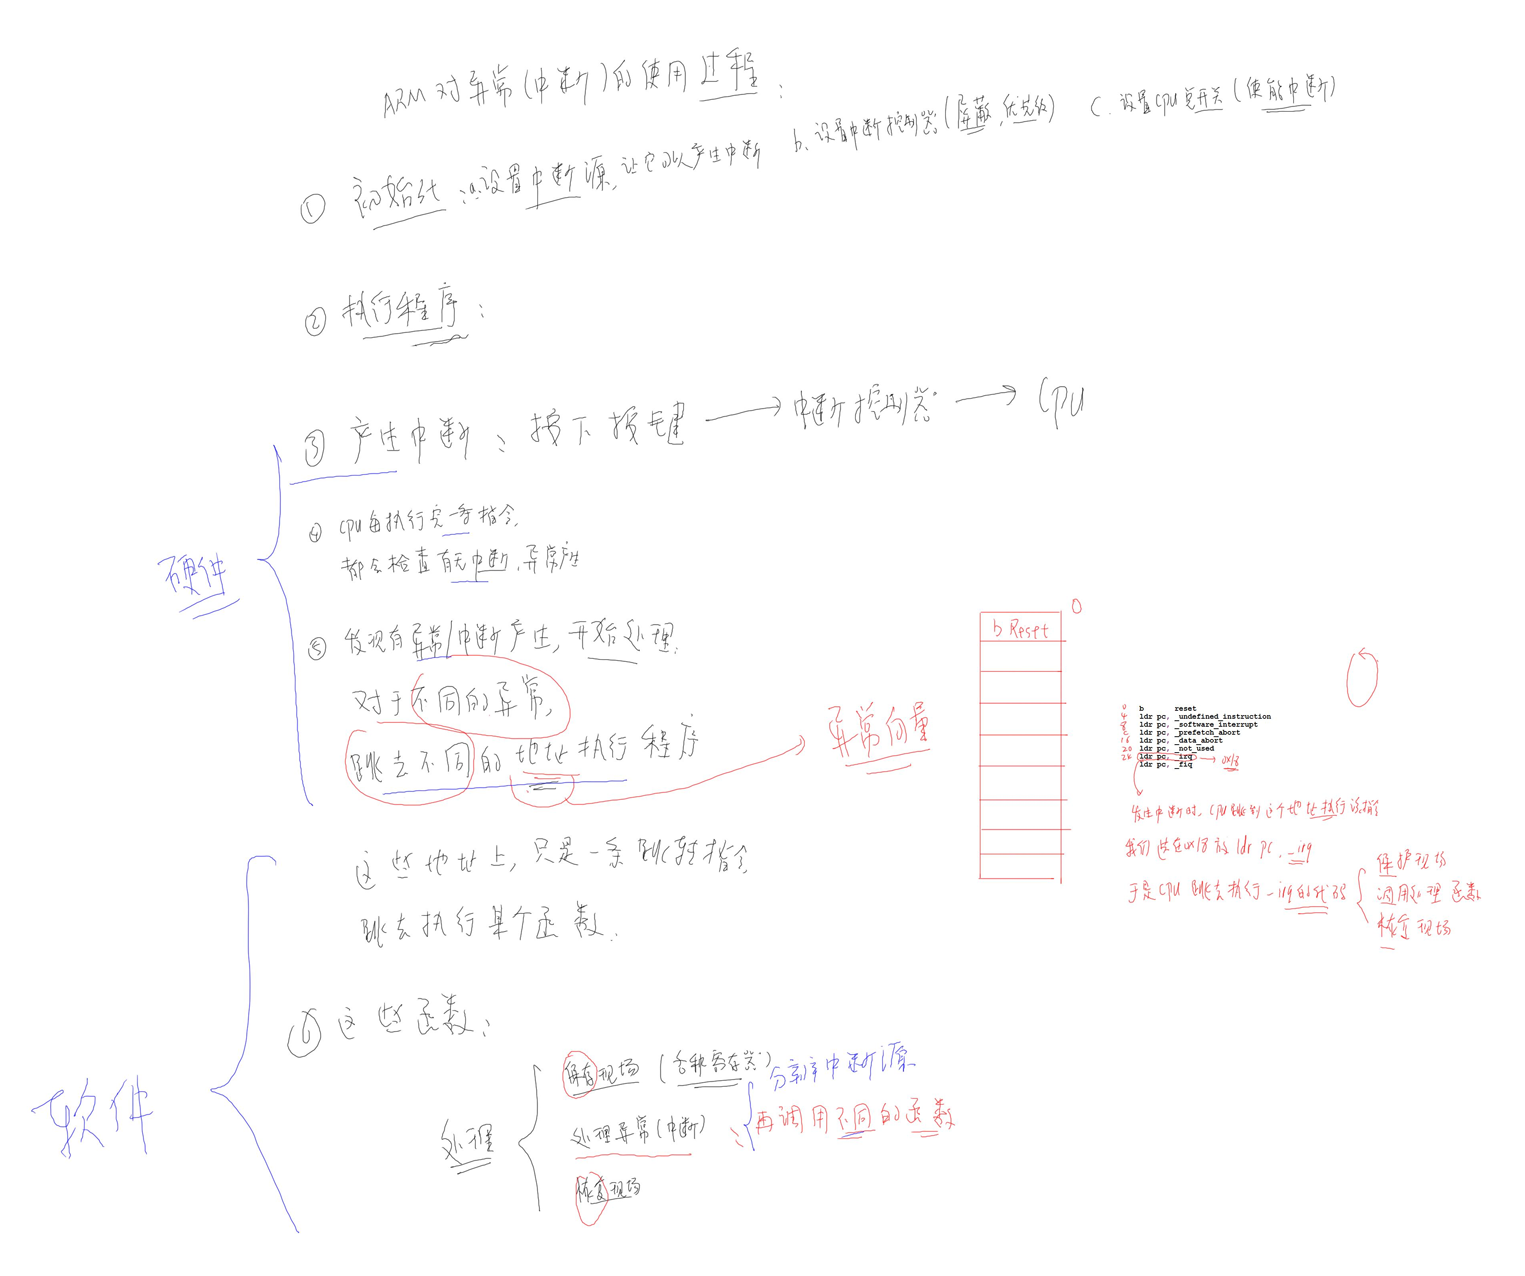 ARM对异常(中断)的使用过程:
① 初始化: a.设置中断源,让它可以产生中断 b.设置中断控制器(屏蔽,优先级) c.设置CPU总开关(使能中断)
② 执行程序:
③ 产生中断: 按下按键 → 中断控制器 → CPU
④ cpu每执行完一条指令,
都会检查有无中断,异常产生
硬件
⑤ 发现有异常/中断产生,开始处理.
对于不同的异常,
跳去不同的地址执行程序
异常向量
这些地址上,只是一条跳转指令
跳去执行某个函数.
软件
⑥ 这些函数:
处理
保存现场 (各种寄存器)
处理异常(中断):
分辨中断源
再调用不同的函数
恢复现场
0
b Reset
0 b reset
4 ldr pc, _undefined_instruction
8 ldr pc, _software_interrupt
c ldr pc, _prefetch_abort
16 ldr pc, _data_abort
20 ldr pc, _not_used
24 ldr pc, _irq → 0x18
ldr pc, _fiq
发生中断时,CPU跳到这个地址执行该指令
我们 在0x18放 ldr pc, _irq
于是CPU跳去执行_irq的代码
保护现场
调用处理函数
恢复现场